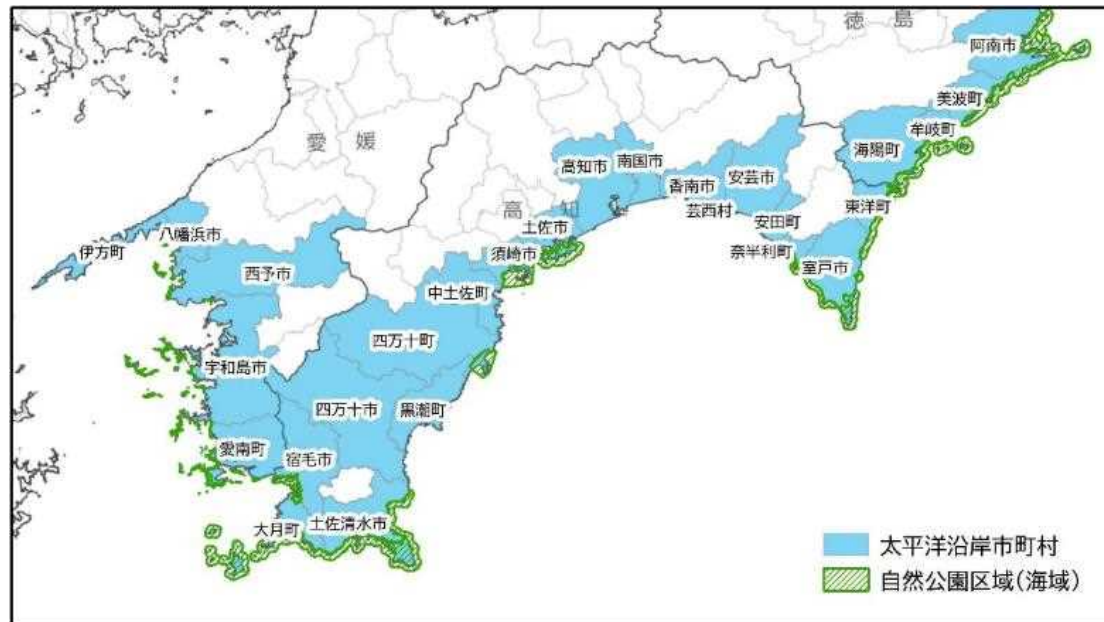 徳島
阿南市
美波町
牟岐町
海陽町
東洋町
愛媛
高知市
南国市
香南市
安芸市
芸西村
安田町
高知
土佐市
奈半利町
室戸市
須崎市
八幡浜市
伊方町
西予市
中土佐町
四万十町
宇和島市
四万十市
黒潮町
愛南町
宿毛市
大月町
土佐清水市
太平洋沿岸市町村
自然公園区域(海域)